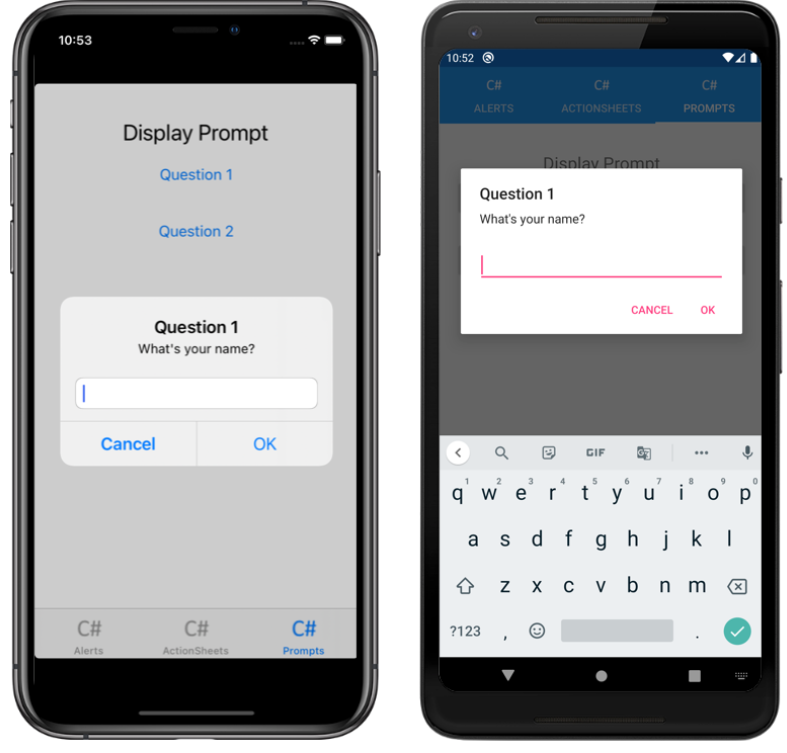 10:53
Display Prompt
Question 1
Question 2
Question 1
What's your name?
Cancel OK
C# C# C#
Alerts ActionSheets Prompts
10:52
C# C# C#
ALERTS ACTIONSHEETS PROMPTS
Display Prompt
Question 1
What's your name?
CANCEL OK
GIF
1 2 3 4 5 6 7 8 9 0
q w e r t y u i o p
a s d f g h j k l
z x c v b n m
?123 , .